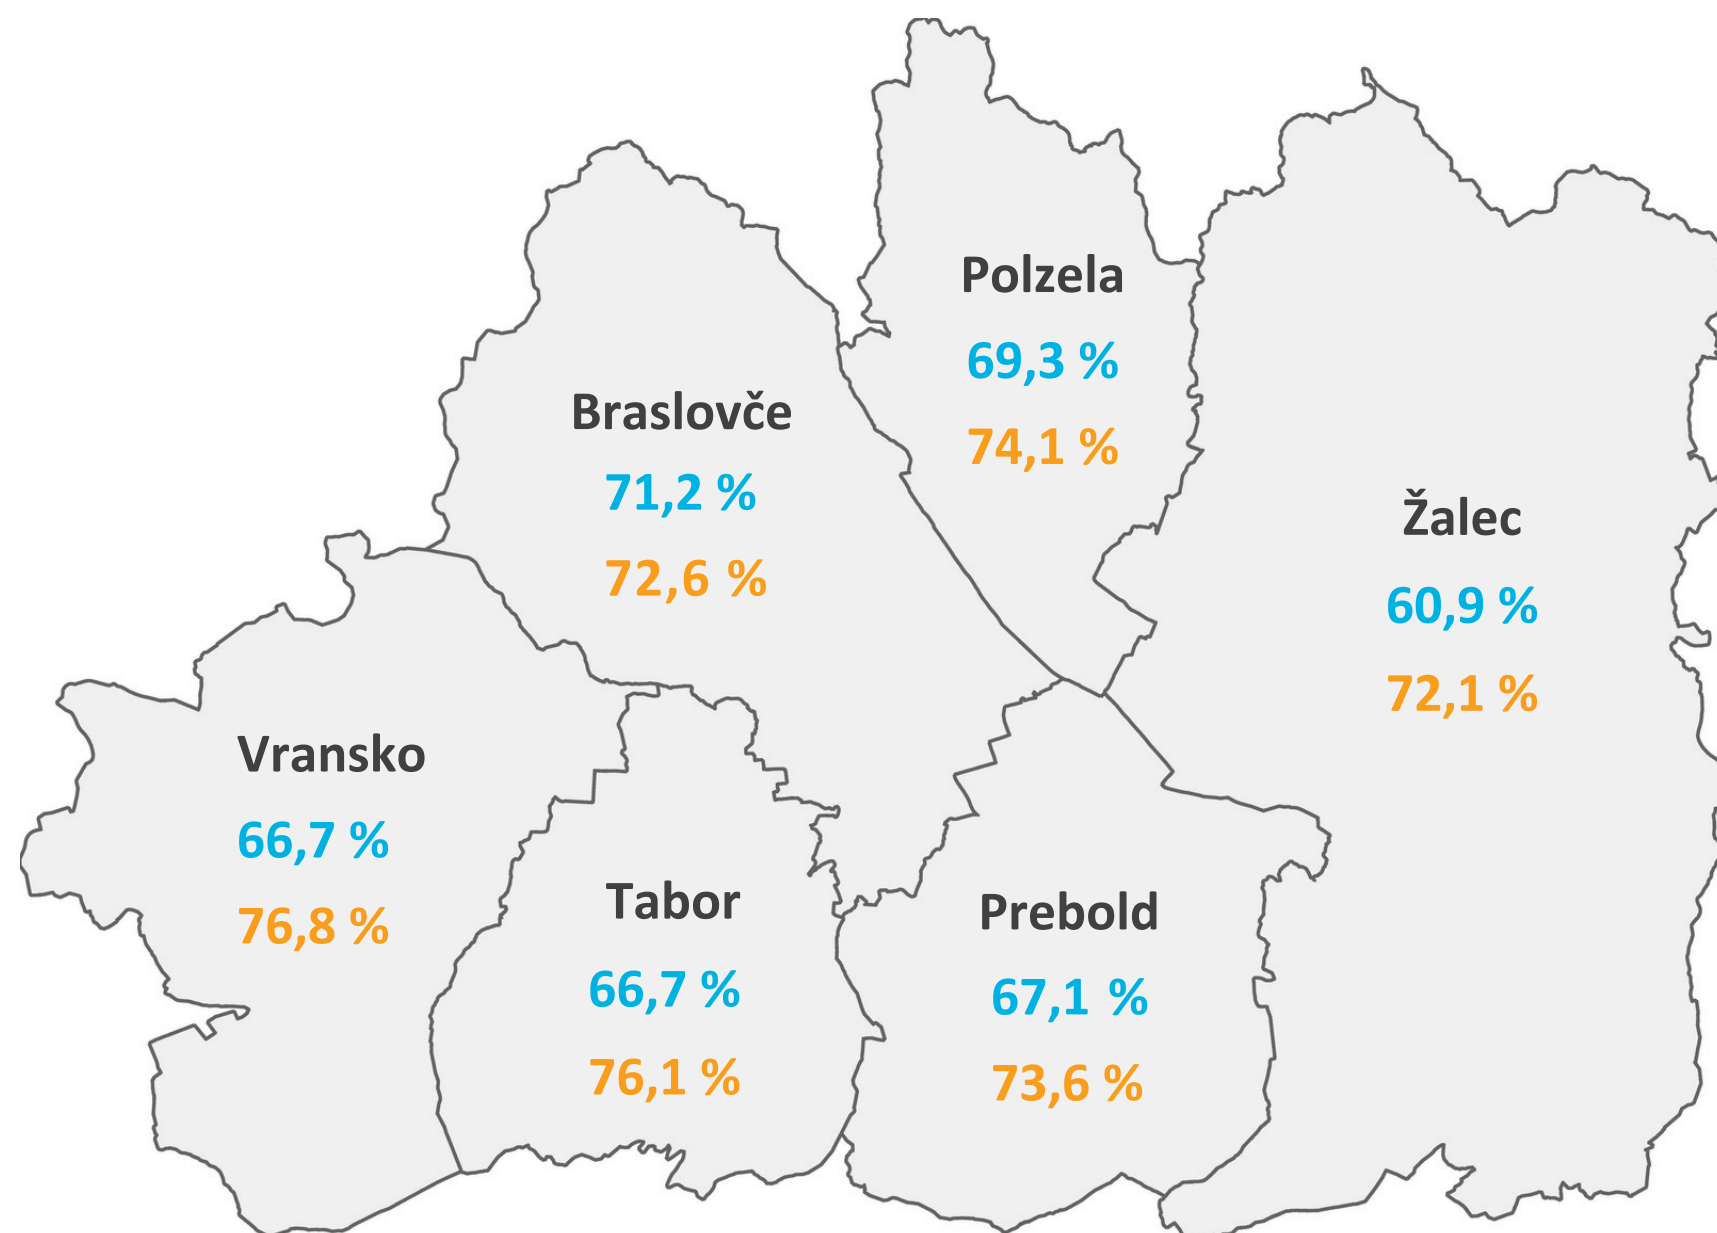 Polzela
69,3 %
74,1 %
Braslovče
71,2 %
72,6 %
Žalec
60,9 %
72,1 %
Vransko
66,7 %
76,8 %
Tabor
66,7 %
76,1 %
Prebold
67,1 %
73,6 %